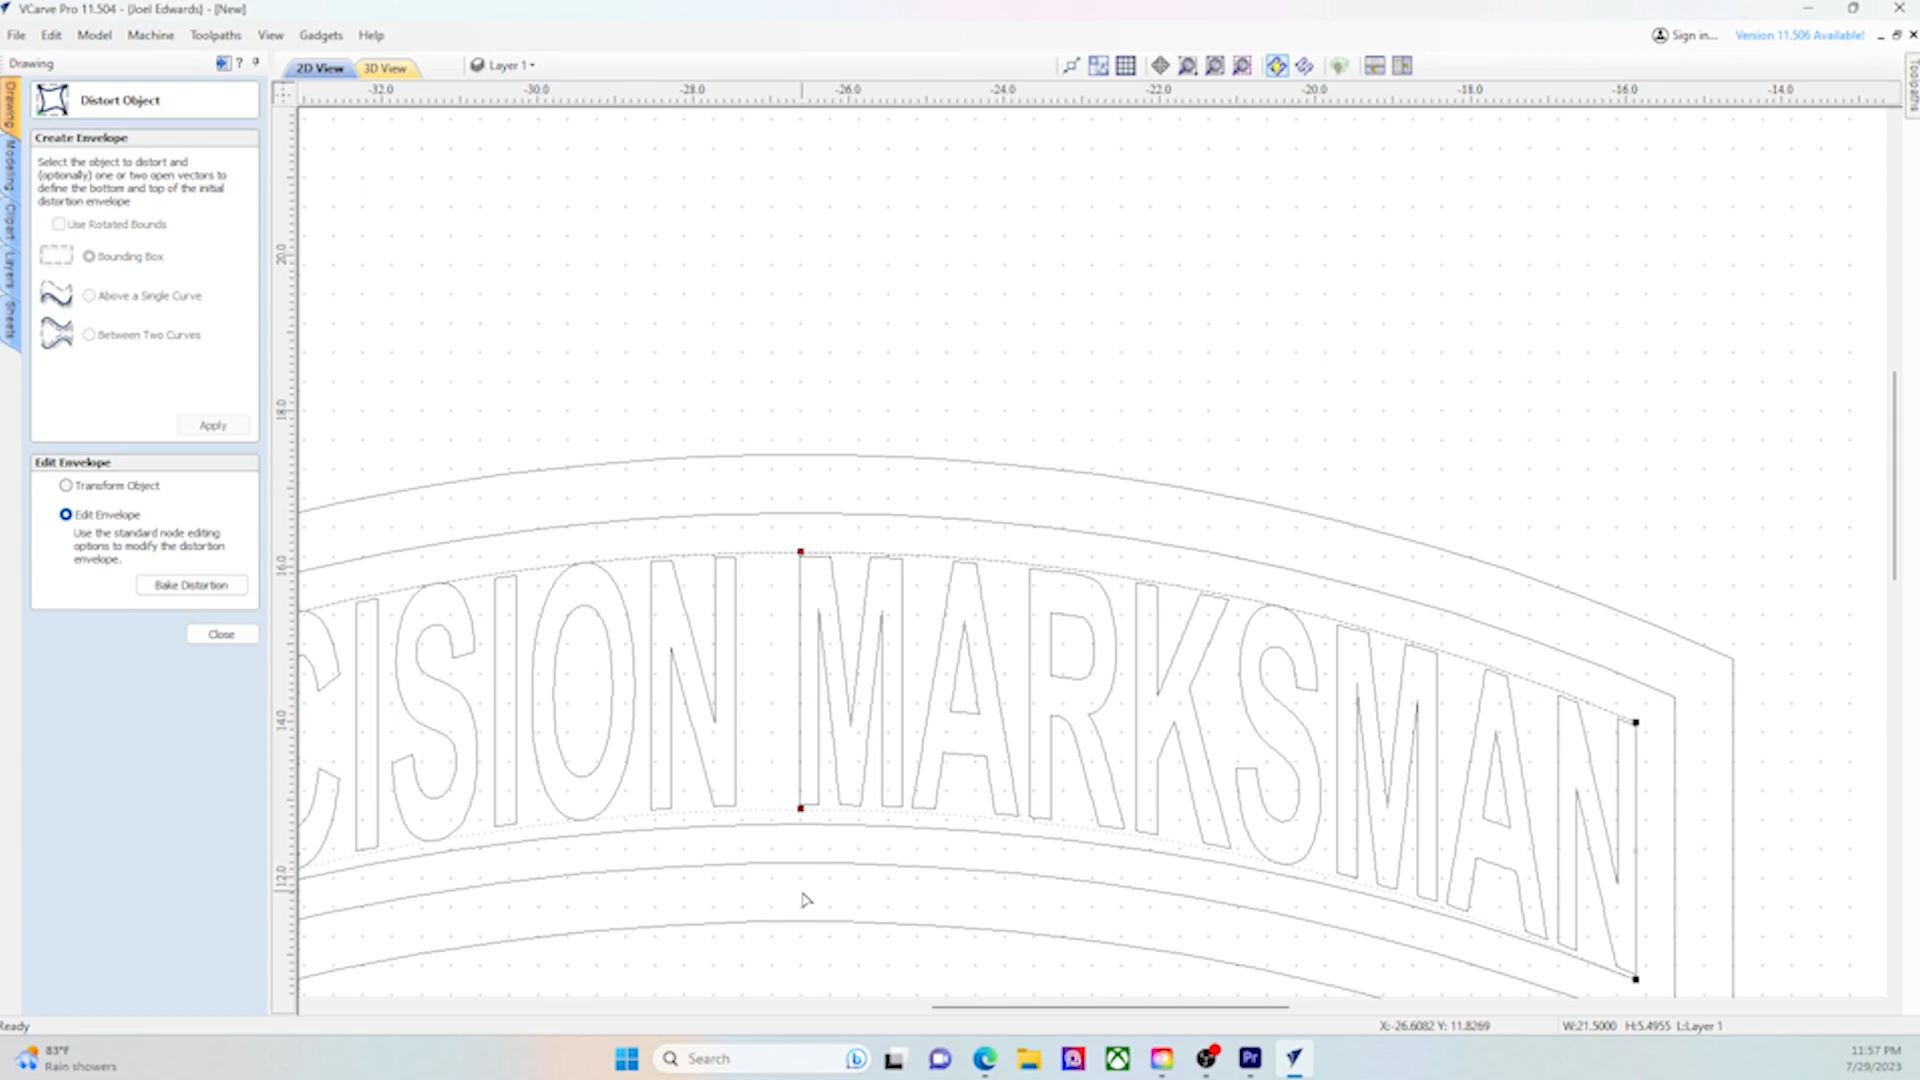 VCarve Pro 11.504 - {Joel Edwards} - [New]
File Edit Model Machine Toolpaths View Gadgets Help
Sign in... Version 11.506 Available!
Drawing ?
2D View 3D View Layer 1
Toolpaths
Drawing
Modeling
Clipart
Layers
Sheets
Distort Object
Create Envelope
Select the object to distort and
(optionally) one or two open vectors to
define the bottom and top of the initial
distortion envelope
Use Rotated Bounds
Bounding Box
Above a Single Curve
Between Two Curves
Apply
Edit Envelope
Transform Object
Edit Envelope
Use the standard node editing
options to modify the distortion
envelope.
Bake Distortion
Close
-32.0 -30.0 -28.0 -26.0 -24.0 -22.0 -20.0 -18.0 -16.0 -14.0
20.0
18.0
16.0
14.0
12.0
CISION MARKSMAN
Ready
X:-26.6082 Y: 11.8269 W:21.5000 H:5.4955 L:Layer 1
83°F
Rain showers
Search
Pr
11:57 PM
7/29/2023